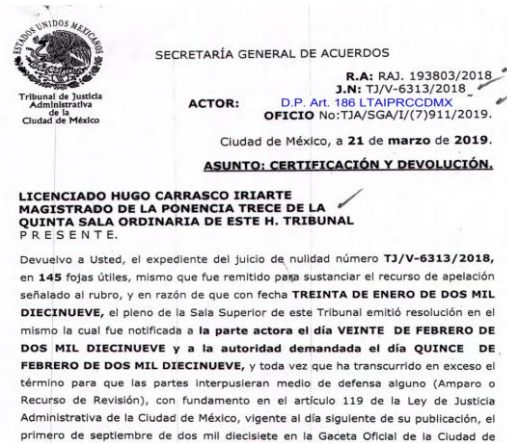 ESTADOS UNIDOS MEXICANOS
Tribunal de Justicia
Administrativa
de la
Ciudad de México
SECRETARÍA GENERAL DE ACUERDOS
R.A: RAJ. 193803/2018
J.N: TJ/V-6313/2018
ACTOR: D.P. Art. 186 LTAIPRCCDMX
OFICIO No:TJA/SGA/I/(7)911/2019.
Ciudad de México, a 21 de marzo de 2019.
ASUNTO: CERTIFICACIÓN Y DEVOLUCIÓN.
LICENCIADO HUGO CARRASCO IRIARTE
MAGISTRADO DE LA PONENCIA TRECE DE LA
QUINTA SALA ORDINARIA DE ESTE H. TRIBUNAL
P R E S E N T E.
Devuelvo a Usted, el expediente del juicio de nulidad número TJ/V-6313/2018,
en 145 fojas útiles, mismo que fue remitido para sustanciar el recurso de apelación
señalado al rubro, y en razón de que con fecha TREINTA DE ENERO DE DOS MIL
DIECINUEVE, el pleno de la Sala Superior de este Tribunal emitió resolución en el
mismo la cual fue notificada a la parte actora el día VEINTE DE FEBRERO DE
DOS MIL DIECINUEVE y a la autoridad demandada el día QUINCE DE
FEBRERO DE DOS MIL DIECINUEVE, y toda vez que ha transcurrido en exceso el
término para que las partes interpusieran medio de defensa alguno (Amparo o
Recurso de Revisión), con fundamento en el artículo 119 de la Ley de Justicia
Administrativa de la Ciudad de México, vigente al día siguiente de su publicación, el
primero de septiembre de dos mil diecisiete en la Gaceta Oficial de la Ciudad de